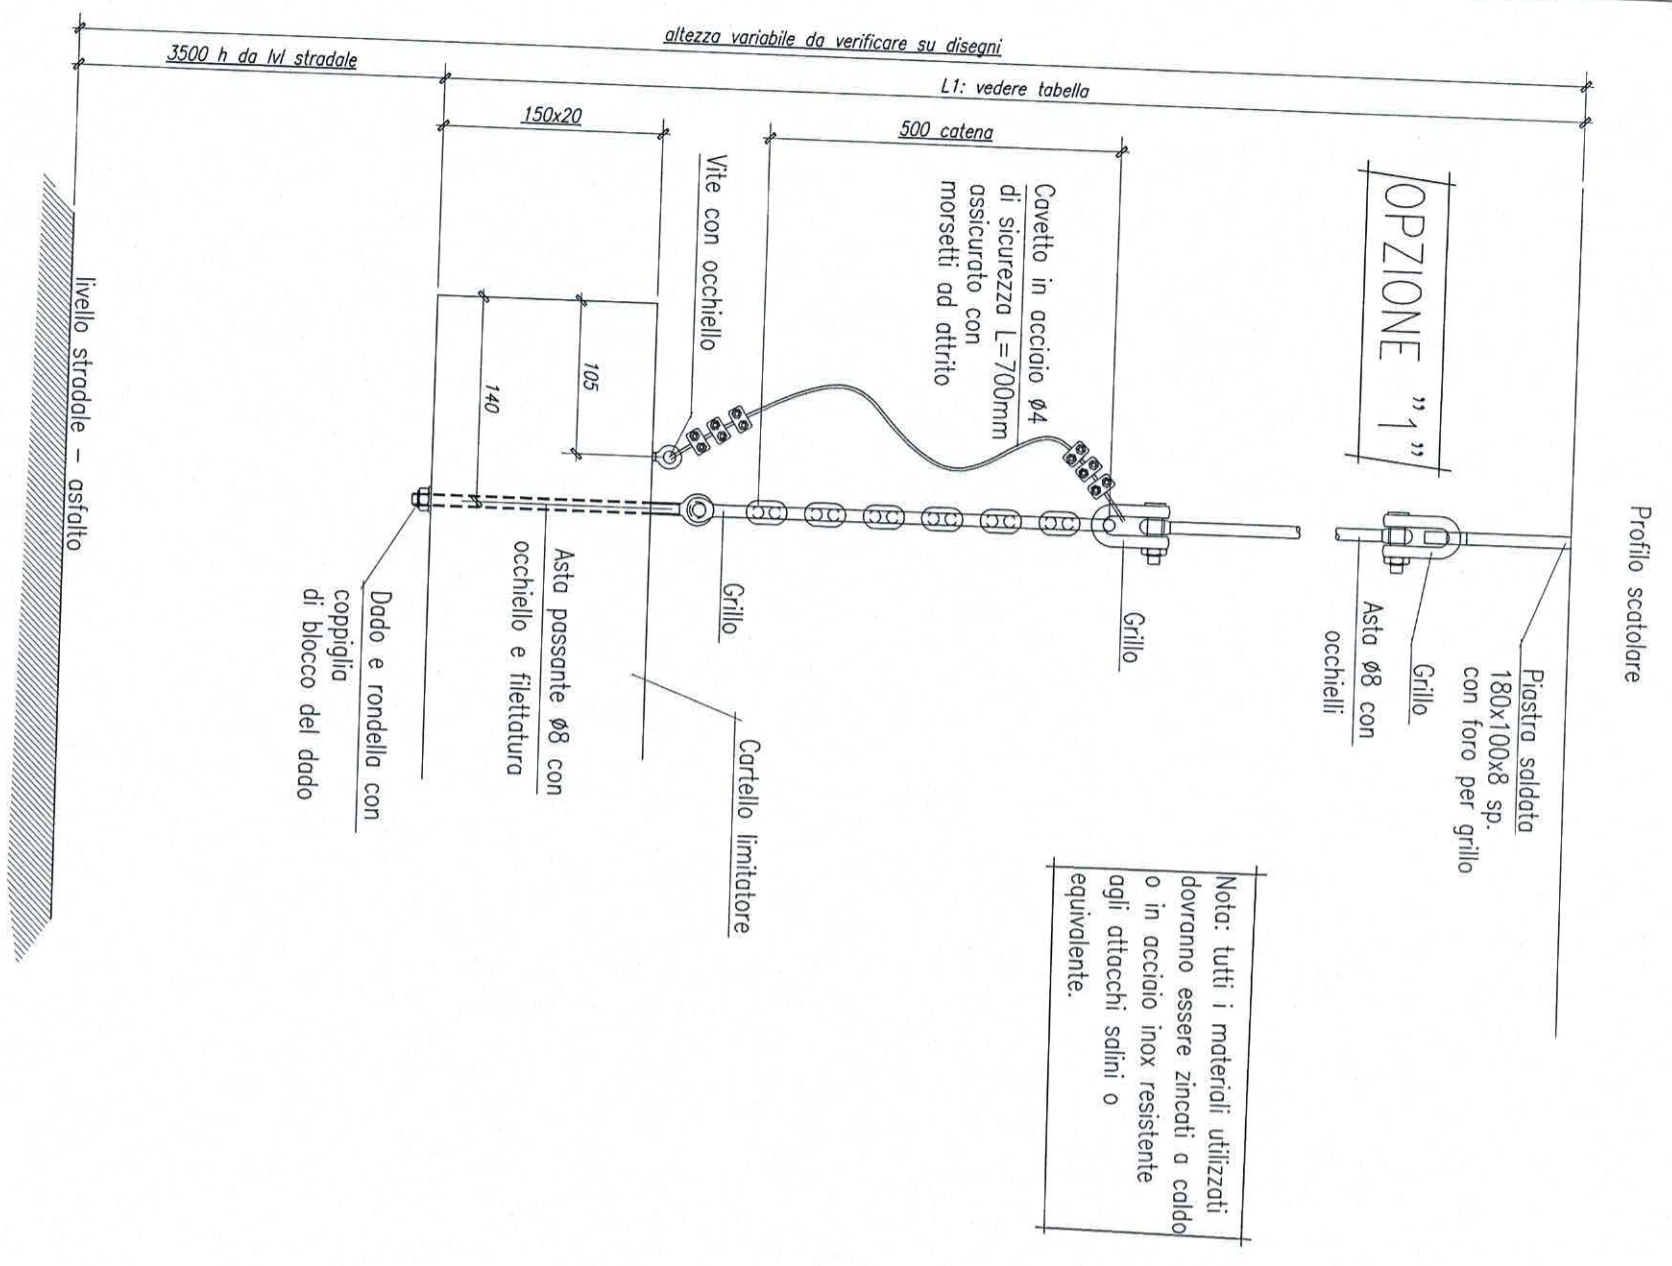 Profilo scatolare
OPZIONE "1"
Piastra saldata
180x100x8 sp.
con foro per grillo
Grillo
Asta ø8 con
occhielli
Grillo
Cavetto in acciaio ø4
di sicurezza L=700mm
assicurato con
morsetti ad attrito
Vite con occhiello
Grillo
Cartello limitatore
Asta passante ø8 con
occhiello e filettatura
Dado e rondella con
coppiglia
di blocco del dado
livello stradale - asfalto
Nota: tutti i materiali utilizzati
dovranno essere zincati a caldo
o in acciaio inox resistente
agli attacchi salini o
equivalente.
altezza variabile da verificare su disegni
3500 h da lvl stradale
L1: vedere tabella
150x20
500 catena
105
140